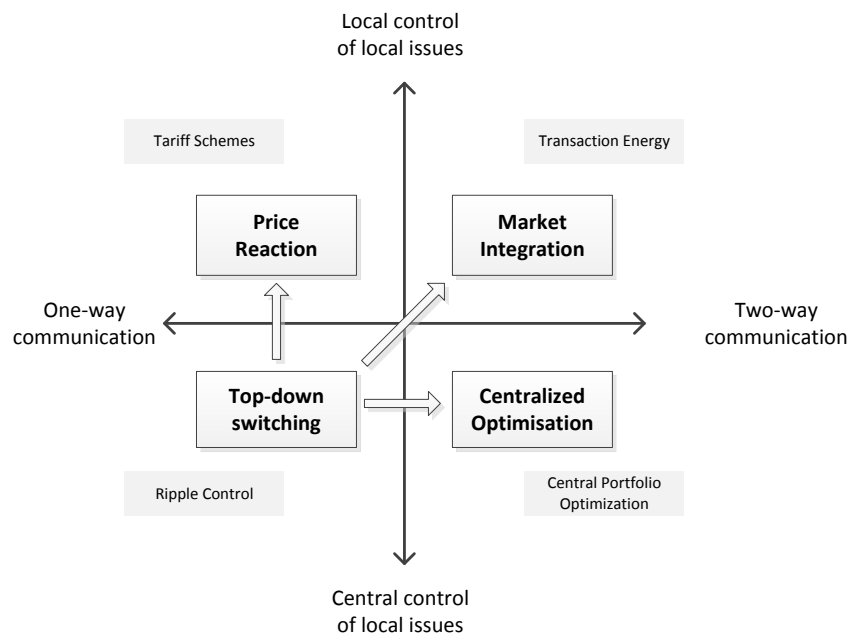 Local control
of local issues
Tariff Schemes
Transaction Energy
Price
Reaction
Market
Integration
One-way
communication
Two-way
communication
Top-down
switching
Centralized
Optimisation
Ripple Control
Central Portfolio
Optimization
Central control
of local issues